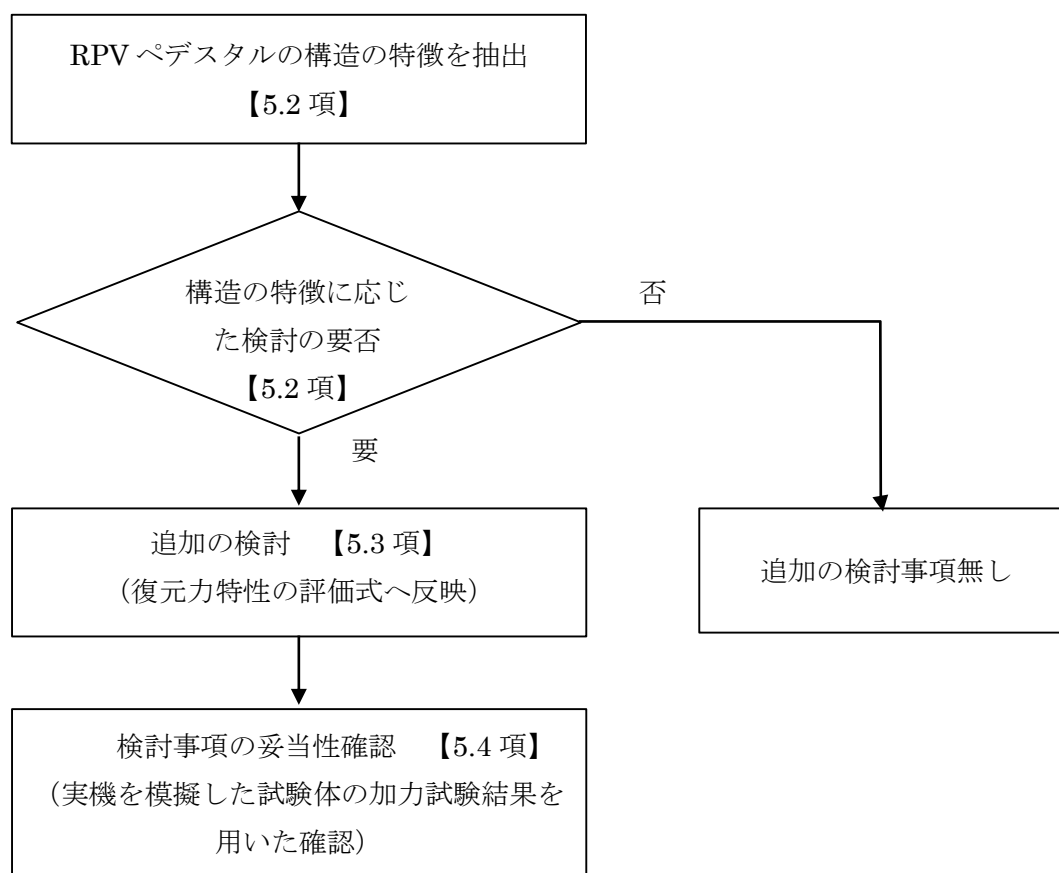 RPV ペデスタルの構造の特徴を抽出
【5.2 項】
構造の特徴に応じ
た検討の要否
【5.2 項】
否
要
追加の検討　【5.3 項】
（復元力特性の評価式へ反映）
追加の検討事項無し
検討事項の妥当性確認　【5.4 項】
（実機を模擬した試験体の加力試験結果を
用いた確認）